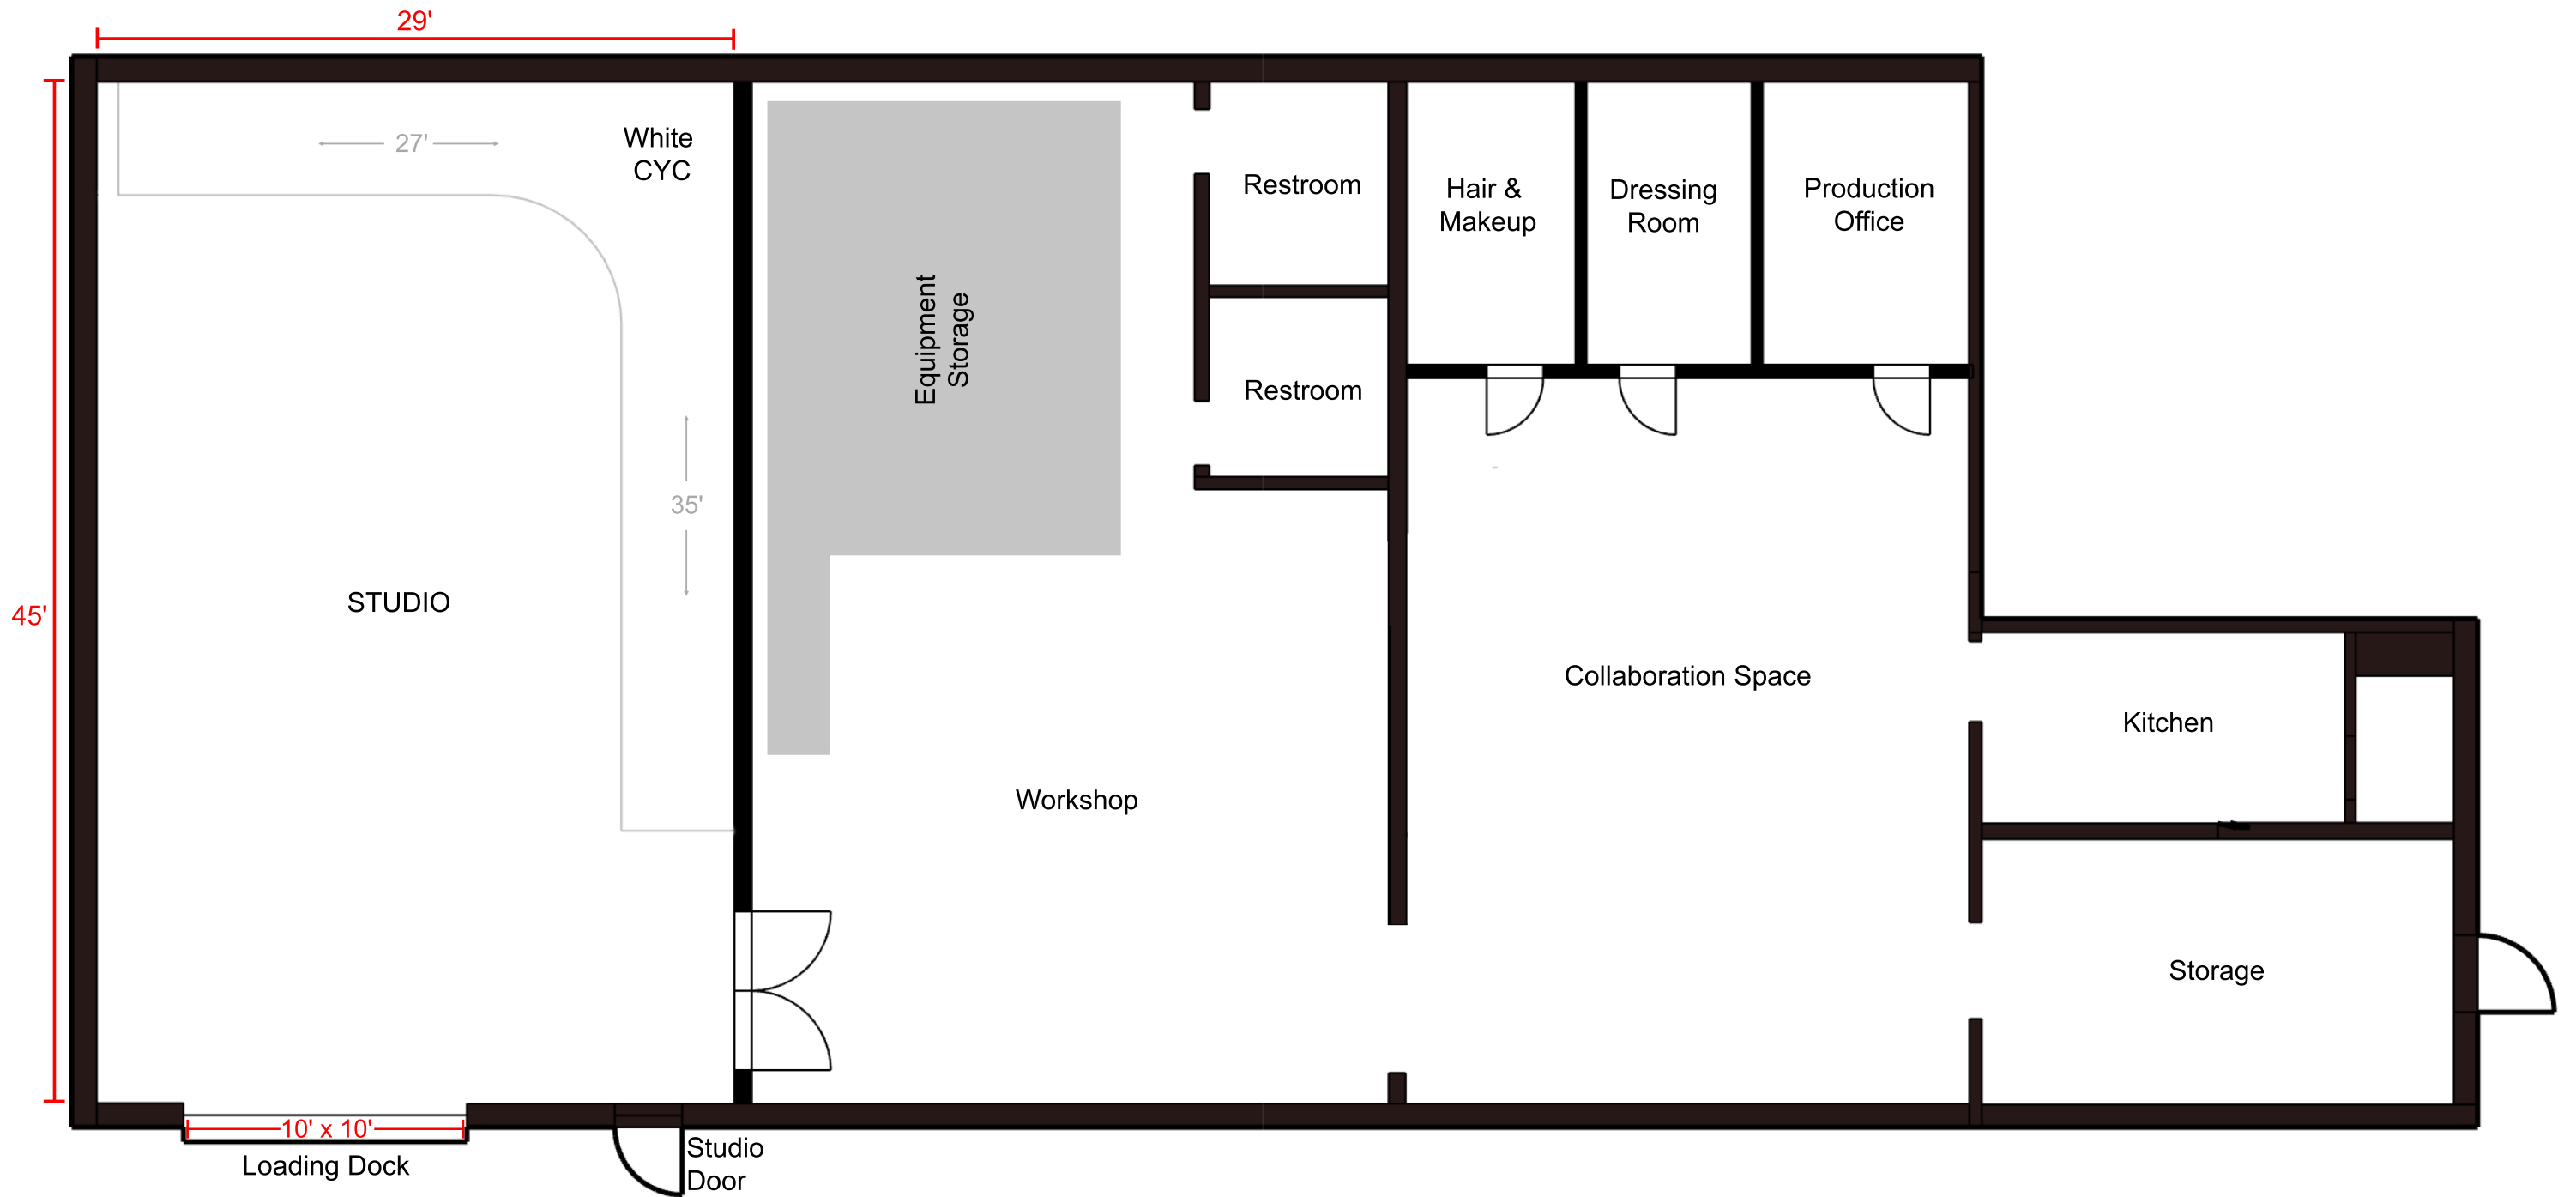 29'
27'
White
CYC
45'
35'
STUDIO
Equipment
Storage
Restroom
Restroom
Hair &
Makeup
Dressing
Room
Production
Office
Workshop
Collaboration Space
Kitchen
Storage
10' x 10'
Loading Dock
Studio
Door